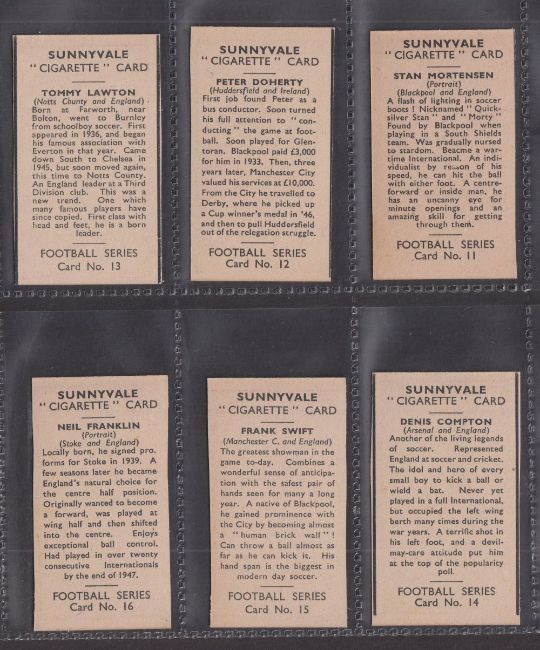 SUNNYVALE
" CIGARETTE " CARD
TOMMY LAWTON
(Notts County and England)
Born at Farworth, near
Bolton, went to Burnley
from schoolboy soccer. First
appeared in 1936, and began
his famous association with
Everton in that year. Came
down South to Chelsea in
1945, but soon moved again,
this time to Notts County.
An England leader at a Third
Division club. This was a
new trend. One which
many famous players have
since copied. First class with
head and feet, he is a born
leader.
FOOTBALL SERIES
Card No. 13
SUNNYVALE
" CIGARETTE " CARD
PETER DOHERTY
(Huddersfield and Ireland)
First job found Peter as a
bus conductor. Soon turned
his full attention to " con-
ducting " the game at foot-
ball. Soon played for Glen-
toran. Blackpool paid £3,000
for him in 1933. Then, three
years later, Manchester City
valued his services at £10,000.
From the City he travelled to
Derby, where he picked up
a Cup winner's medal in '46,
and then to pull Huddersfield
out of the relegation struggle.
FOOTBALL SERIES
Card No. 12
SUNNYVALE
" CIGARETTE " CARD
STAN MORTENSEN
(Portrait)
(Blackpool and England)
A flash of lighting in soccer
boots ! Nicknamed " Quick-
silver Stan " and " Morty "
Found by Blackpool when
playing in a South Shields
team. Was gradually nursed
to stardom. Beacme a war-
time International. An indi-
vidualist by reason of his
speed, he can hit the ball
with either foot. A centre-
forward or inside man, he
has an uncanny eye for
minute openings and an
amazing skill for getting
through them.
FOOTBALL SERIES
Card No. 11
SUNNYVALE
" CIGARETTE " CARD
NEIL FRANKLIN
(Portrait)
(Stoke and England)
Locally born, he signed pro.
forms for Stoke in 1939. A
few seasons later he became
England's natural choice for
the centre half position.
Originally wanted to become
a forward, was played at
wing half and then shifted
into the centre. Enjoys
exceptional ball control.
Had played in over twenty
consecutive Internationals
by the end of 1947.
FOOTBALL SERIES
Card No. 16
SUNNYVALE
" CIGARETTE " CARD
FRANK SWIFT
(Manchester C, and England)
The greatest showman in the
game to-day. Combines a
wonderful sense of anticipa-
tion with the safest pair of
hands seen for many a long
year. A native of Blackpool,
he gained prominence with
the City by becoming almost
a " human brick wall " !
Can throw a ball almost as
far as he can kick it. His
hand span is the biggest in
modern day soccer.
FOOTBALL SERIES
Card No. 15
SUNNYVALE
" CIGARETTE " CARD
DENIS COMPTON
(Arsenal and England)
Another of the living legends
of soccer. Represented
England at soccer and cricket.
The idol and hero of every
small boy to kick a ball or
wield a bat. Never yet
played in a full International,
but occupied the left wing
berth many times during the
war years. A terrific shot in
his left foot, and a devil-
may-care attitude put him
at the top of the popularity
poll.
FOOTBALL SERIES
Card No. 14